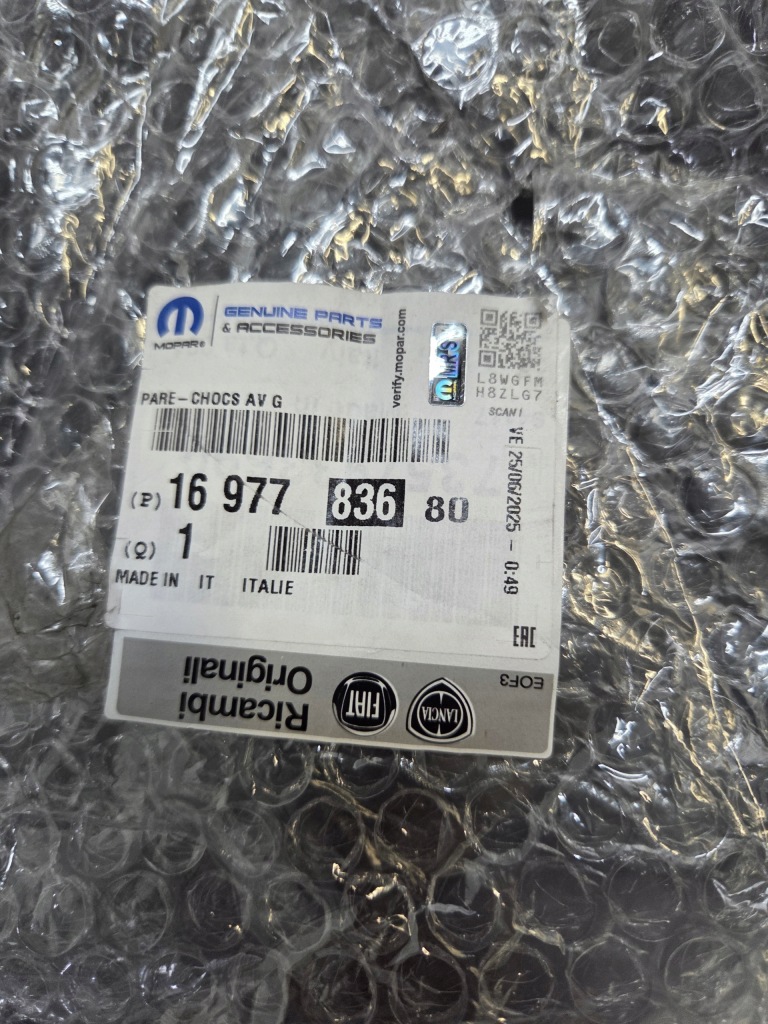 MOPAR®
GENUINE PARTS
& ACCESSORIES
verify.mopar.com
MRS
L8WGFM
H8ZLG7
SCAN!
PARE-CHOCS AV G
(P) 16 977 836 80
(Q) 1
MADE IN IT ITALIE
VE 25/06/2025 - 0:49
EAC
EOF3
LANCIA
FIAT
Ricambi
Originali